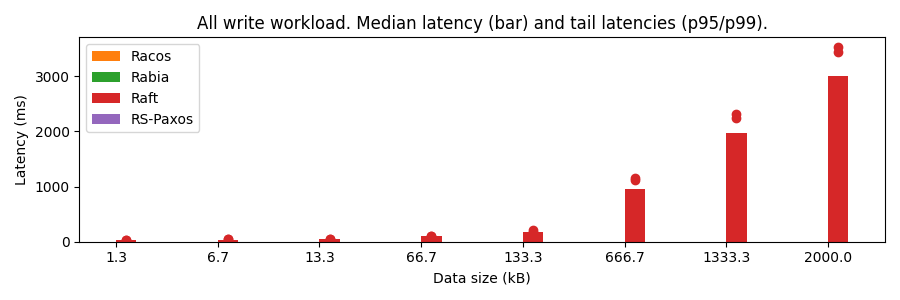 All write workload. Median latency (bar) and tail latencies (p95/p99).
Racos
Rabia
Raft
RS-Paxos
Latency (ms)
3000
2000
1000
0
1.3 6.7 13.3 66.7 133.3 666.7 1333.3 2000.0
Data size (kB)